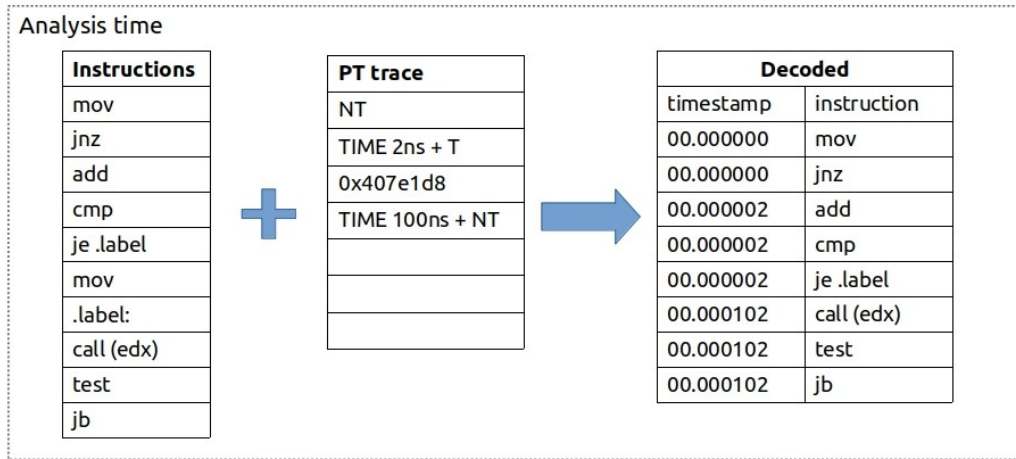 Analysis time
Instructions
mov
jnz
add
cmp
je .label
mov
.label:
call (edx)
test
jb
PT trace
NT
TIME 2ns + T
0x407e1d8
TIME 100ns + NT
Decoded
timestamp instruction
00.000000 mov
00.000000 jnz
00.000002 add
00.000002 cmp
00.000002 je .label
00.000102 call (edx)
00.000102 test
00.000102 jb